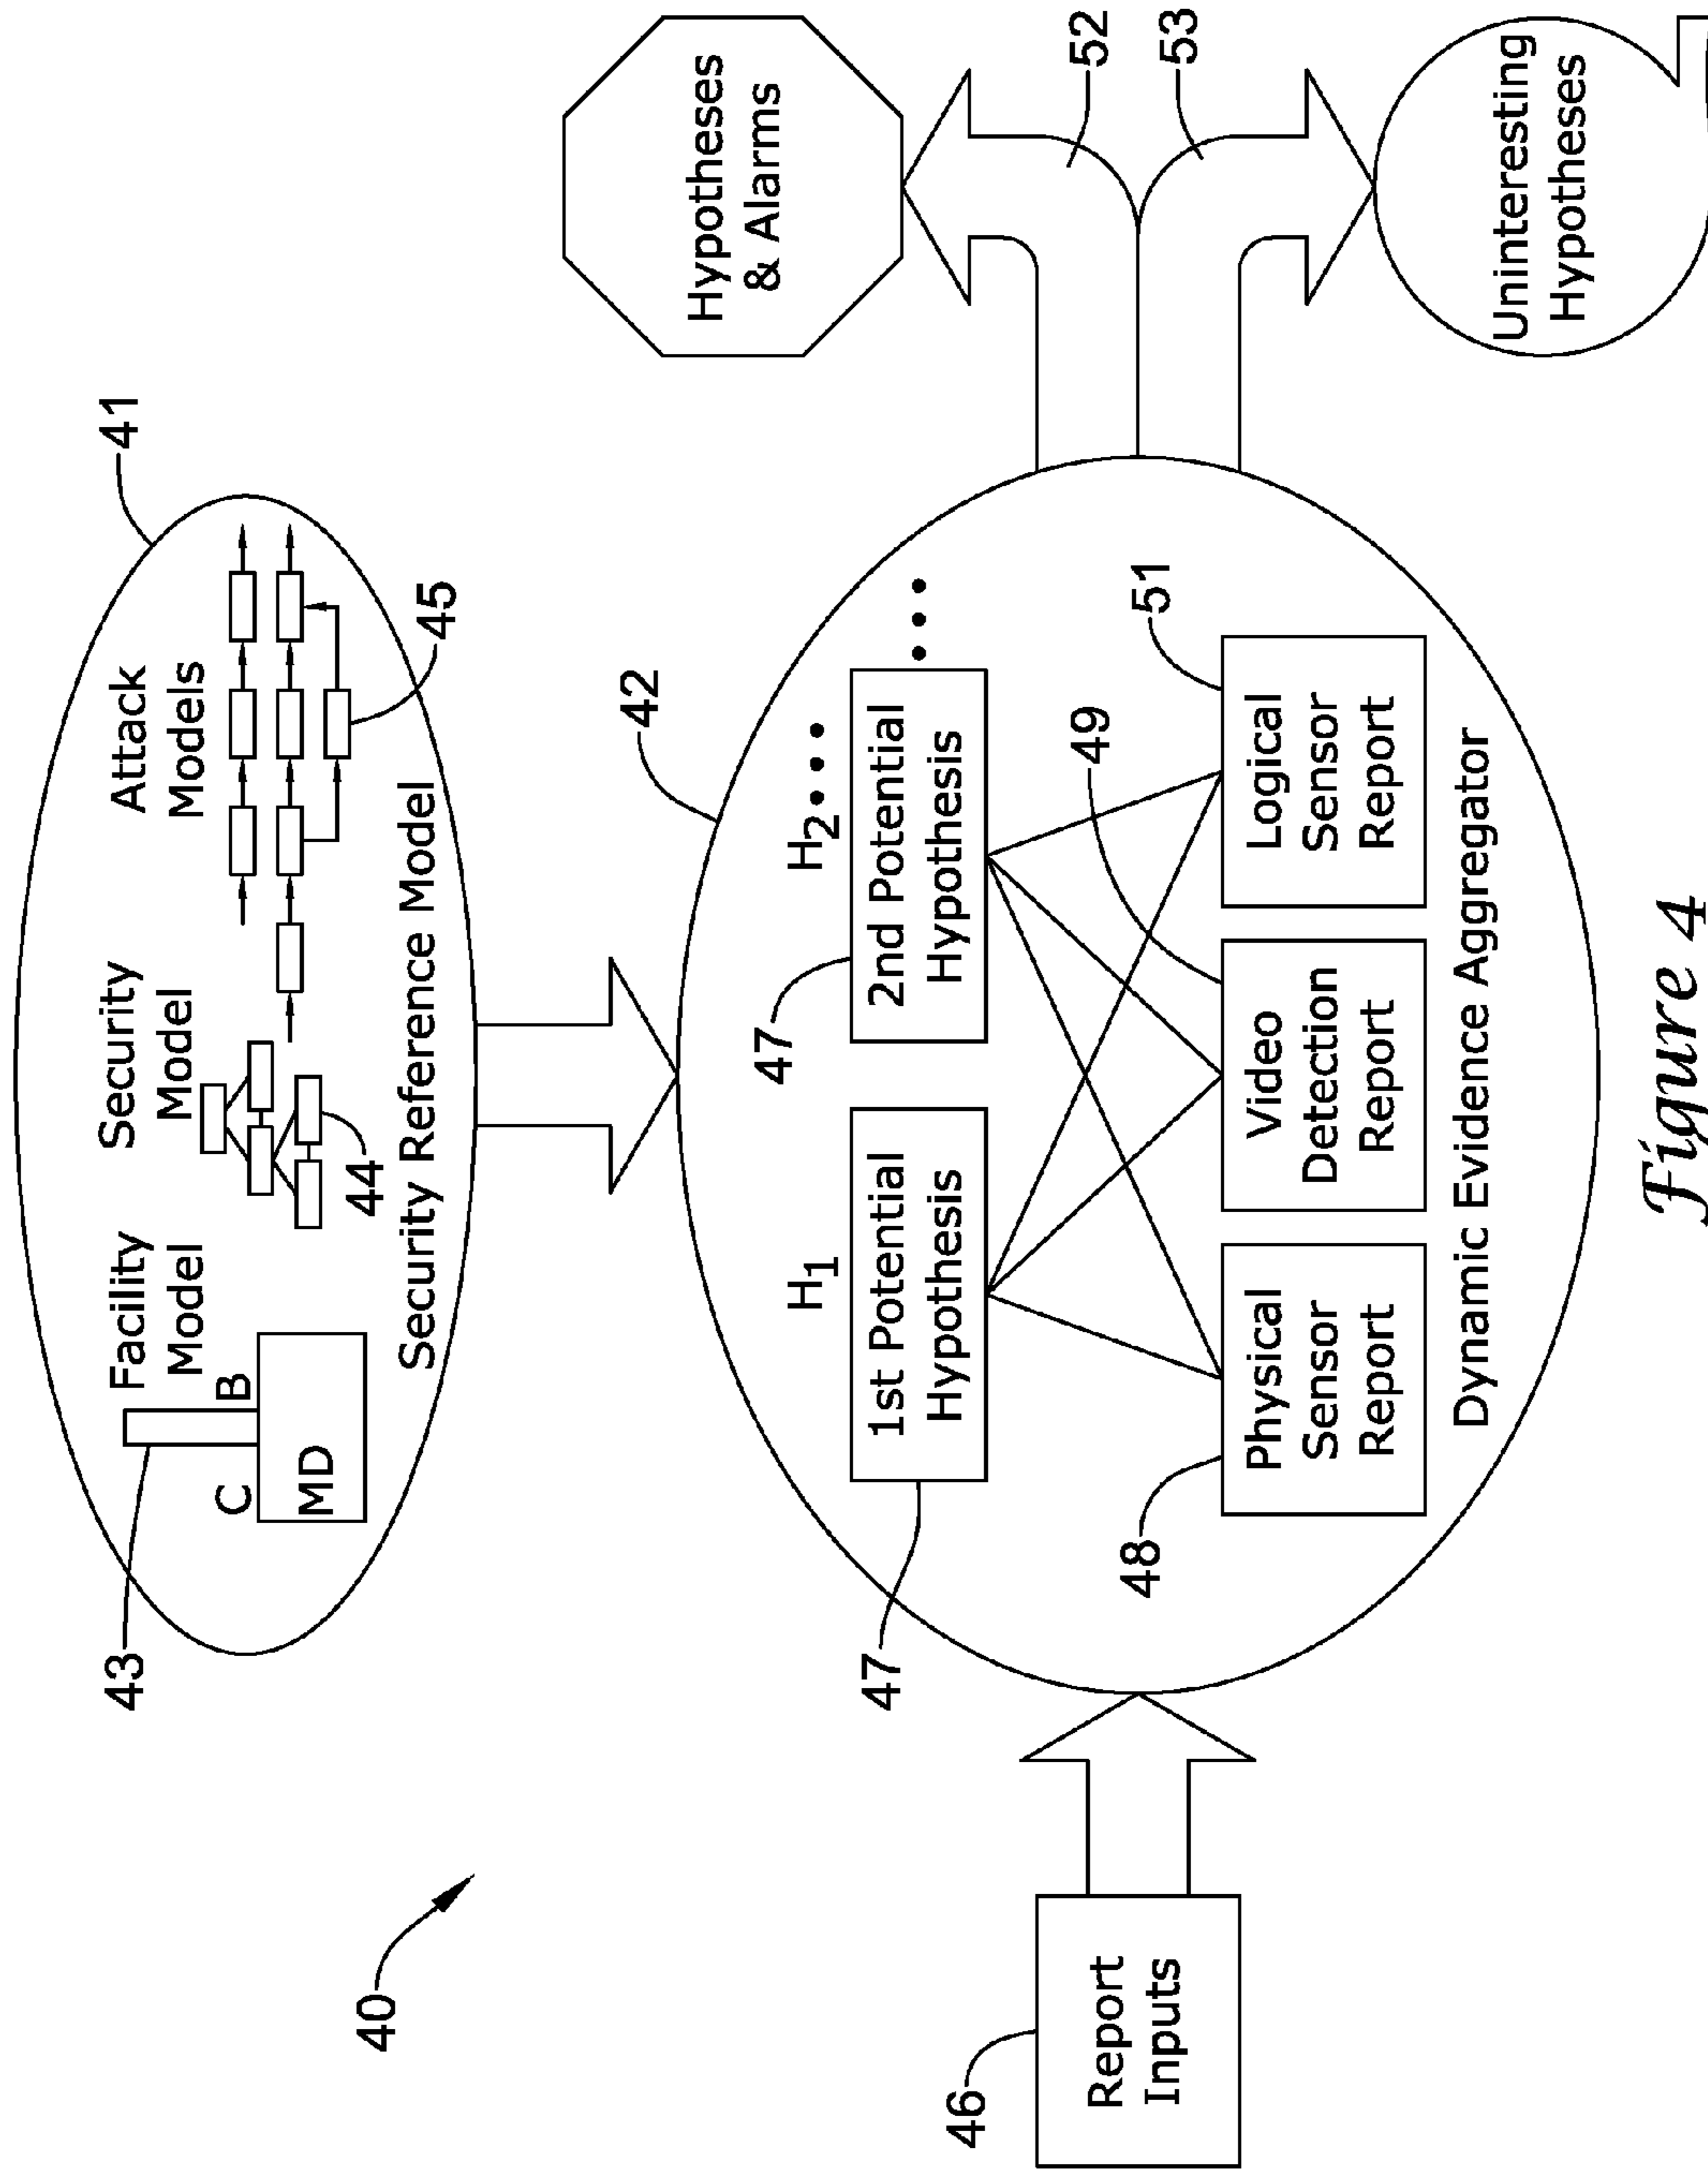 41
43
Facility
Model
C
B
MD
Security
Model
44
Attack
Models
45
Security Reference Model
40
42
46
Report
Inputs
47
H1
1st Potential
Hypothesis
47
H2
2nd Potential
Hypothesis
48
Physical
Sensor
Report
49
Video
Detection
Report
51
Logical
Sensor
Report
Dynamic Evidence Aggregator
Hypotheses
& Alarms
52
53
Uninteresting
Hypotheses
Figure 4